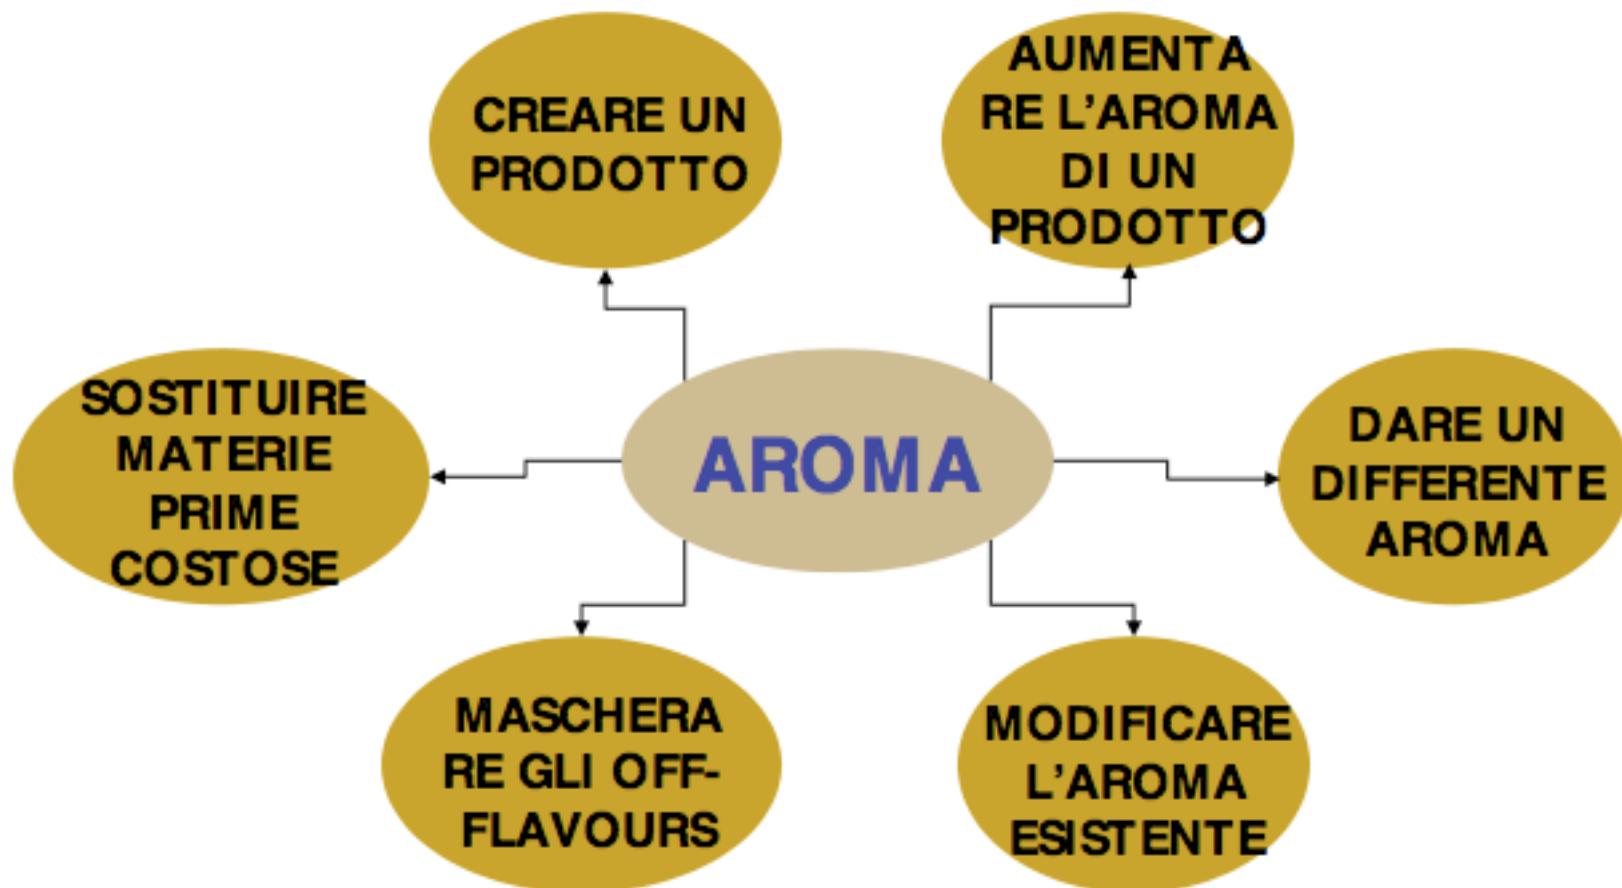 CREARE UN
PRODOTTO
AUMENTA
RE L'AROMA
DI UN
PRODOTTO
SOSTITUIRE
MATERIE
PRIME
COSTOSE
AROMA
DARE UN
DIFFERENTE
AROMA
MASCHERA
RE GLI OFF-
FLAVOURS
MODIFICARE
L'AROMA
ESISTENTE